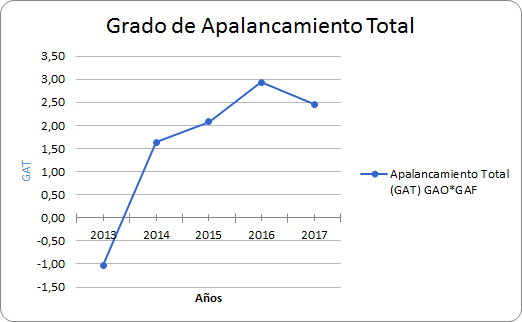 Grado de Apalancamiento Total
3,50
3,00
2,50
2,00
1,50
1,00
0,50
0,00
-0,50
-1,00
-1,50
GAT
2013 2014 2015 2016 2017
Años
Apalancamiento Total
(GAT) GAO*GAF